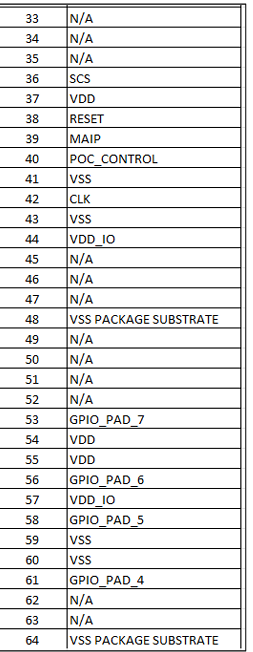 33 N/A
34 N/A
35 N/A
36 SCS
37 VDD
38 RESET
39 MAIP
40 POC_CONTROL
41 VSS
42 CLK
43 VSS
44 VDD_IO
45 N/A
46 N/A
47 N/A
48 VSS PACKAGE SUBSTRATE
49 N/A
50 N/A
51 N/A
52 N/A
53 GPIO_PAD_7
54 VDD
55 VDD
56 GPIO_PAD_6
57 VDD_IO
58 GPIO_PAD_5
59 VSS
60 VSS
61 GPIO_PAD_4
62 N/A
63 N/A
64 VSS PACKAGE SUBSTRATE